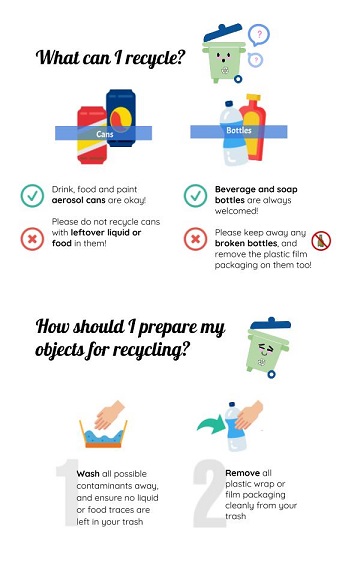 What can I recycle?
? ?
Cans
Bottles
Drink, food and paint
aerosol cans are okay!
Please do not recycle cans
with leftover liquid or
food in them!
Beverage and soap
bottles are always
welcomed!
Please keep away any
broken bottles, and
remove the plastic film
packaging on them too!
How should I prepare my
objects for recycling?
1
Wash all possible
contaminants away,
and ensure no liquid
or food traces are
left in your trash
2
Remove all
plastic wrap or
film packaging
cleanly from your
trash